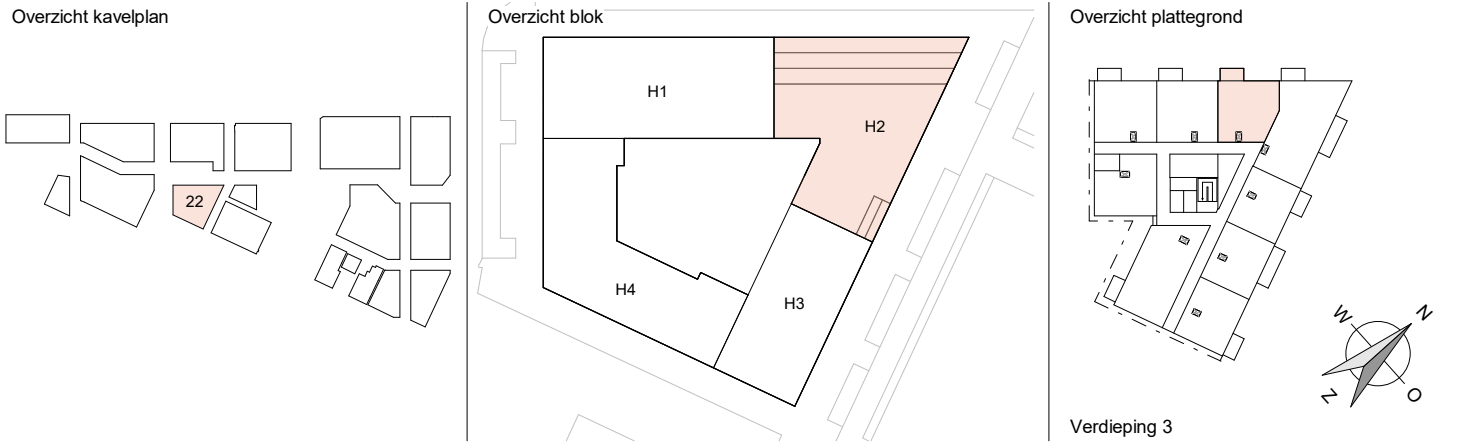 Overzicht kavelplan
22
Overzicht blok
H1
H2
H4
H3
Overzicht plattegrond
W
N
Z
O
Verdieping 3